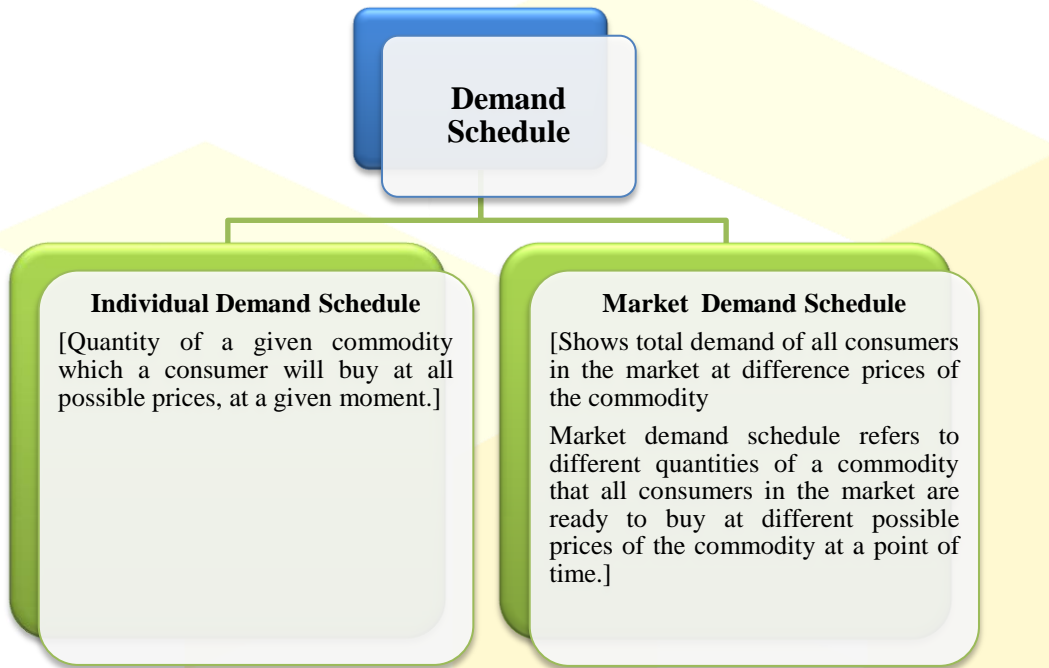 Demand
Schedule
Individual Demand Schedule
[Quantity of a given commodity
which a consumer will buy at all
possible prices, at a given moment.]
Market Demand Schedule
[Shows total demand of all consumers
in the market at difference prices of
the commodity
Market demand schedule refers to
different quantities of a commodity
that all consumers in the market are
ready to buy at different possible
prices of the commodity at a point of
time.]